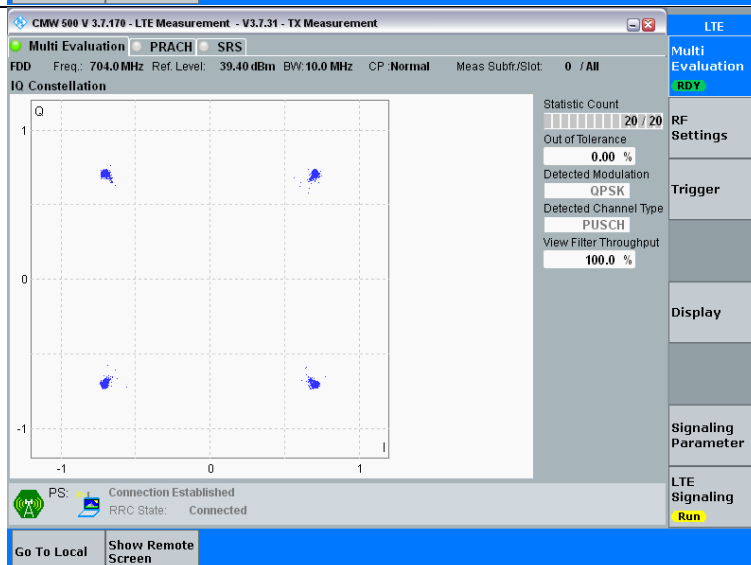 CMW 500 V 3.7.170 - LTE Measurement - V3.7.31 - TX Measurement
LTE
Multi Evaluation PRACH SRS
Multi Evaluation
RDY
FDD Freq.: 704.0 MHz Ref. Level: 39.40 dBm BW: 10.0 MHz CP : Normal Meas Subfr./Slot: 0 / All
IQ Constellation
Q
1
0
-1
-1 0 1
I
Statistic Count
20 / 20
Out of Tolerance
0.00 %
Detected Modulation
QPSK
Detected Channel Type
PUSCH
View Filter Throughput
100.0 %
RF
Settings
Trigger
Display
Signaling
Parameter
LTE
Signaling
Run
PS: Connection Established
RRC State: Connected
Go To Local
Show Remote
Screen